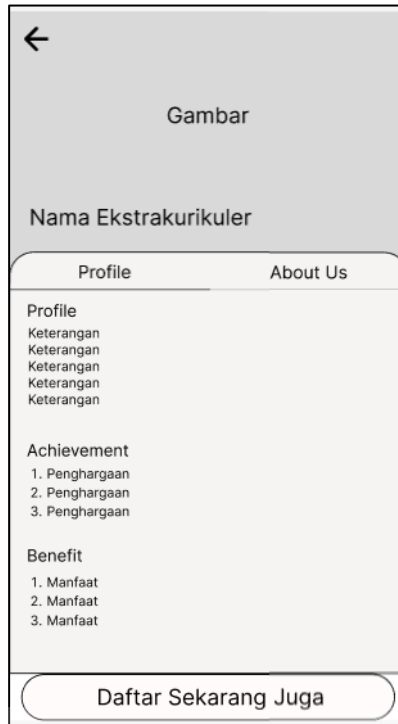 Gambar
Nama Ekstrakurikuler
Profile
About Us
Profile
Keterangan
Keterangan
Keterangan
Keterangan
Keterangan
Achievement
1. Penghargaan
2. Penghargaan
3. Penghargaan
Benefit
1. Manfaat
2. Manfaat
3. Manfaat
Daftar Sekarang Juga